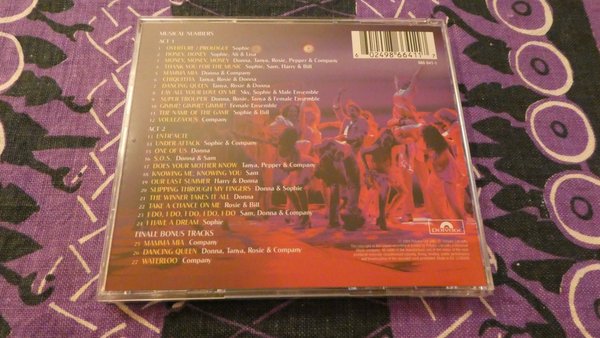 MUSICAL NUMBERS
ACT 1
1 OVERTURE / PROLOGUE Sophie
2 HONEY, HONEY Sophie, Ali & Lisa
3 MONEY, MONEY, MONEY Donna, Tanya, Rosie, Pepper & Company
4 THANK YOU FOR THE MUSIC Sophie, Sam, Harry & Bill
5 MAMMA MIA Donna & Company
6 CHIQUITITA Tanya, Rosie & Donna
7 DANCING QUEEN Tanya, Rosie & Donna
8 LAY ALL YOUR LOVE ON ME Sky, Sophie & Male Ensemble
9 SUPER TROUPER Donna, Rosie, Tanya & Female Ensemble
10 GIMME! GIMME! GIMME! Female Ensemble
11 THE NAME OF THE GAME Sophie & Bill
12 VOULEZ-VOUS Company
ACT 2
13 ENTR'ACTE
14 UNDER ATTACK Sophie & Company
15 ONE OF US Donna
16 S.O.S. Donna & Sam
17 DOES YOUR MOTHER KNOW Tanya, Pepper & Company
18 KNOWING ME, KNOWING YOU Sam
19 OUR LAST SUMMER Harry & Donna
20 SLIPPING THROUGH MY FINGERS Donna & Sophie
21 THE WINNER TAKES IT ALL Donna
22 TAKE A CHANCE ON ME Rosie & Bill
23 I DO, I DO, I DO, I DO, I DO Sam, Donna & Company
24 I HAVE A DREAM Sophie
FINALE BONUS TRACKS
25 MAMMA MIA Company
26 DANCING QUEEN Donna, Tanya, Rosie & Company
27 WATERLOO Company
6 02498 66411
Polydor